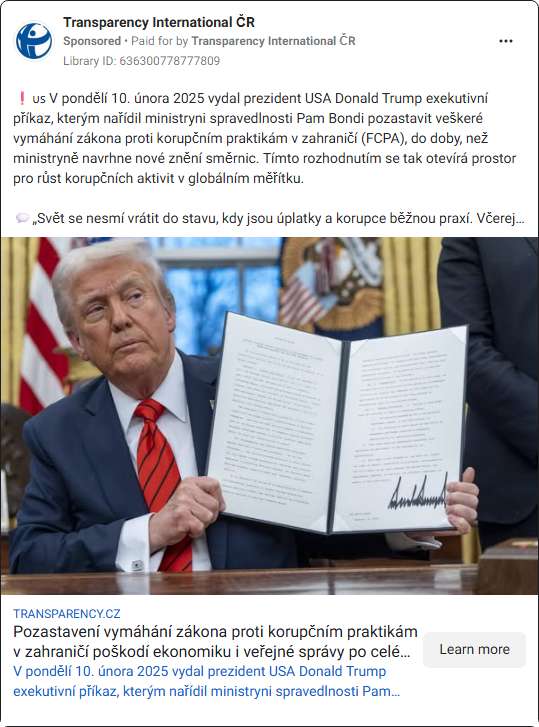 Transparency International ČR
Sponsored • Paid for by Transparency International ČR
Library ID: 636300778777809
❗ US V pondělí 10. února 2025 vydal prezident USA Donald Trump exekutivní
příkaz, kterým nařídil ministryni spravedlnosti Pam Bondi pozastavit veškeré
vymáhání zákona proti korupčním praktikám v zahraničí (FCPA), do doby, než
ministryně navrhne nové znění směrnic. Tímto rozhodnutím se tak otevírá prostor
pro růst korupčních aktivit v globálním měřítku.
💬 „Svět se nesmí vrátit do stavu, kdy jsou úplatky a korupce běžnou praxí. Včerej…
TRANSPARENCY.CZ
Pozastavení vymáhání zákona proti korupčním praktikám
v zahraničí poškodí ekonomiku i veřejné správy po celé…
Learn more
V pondělí 10. února 2025 vydal prezident USA Donald Trump
exekutivní příkaz, kterým nařídil ministryni spravedlnosti Pam…